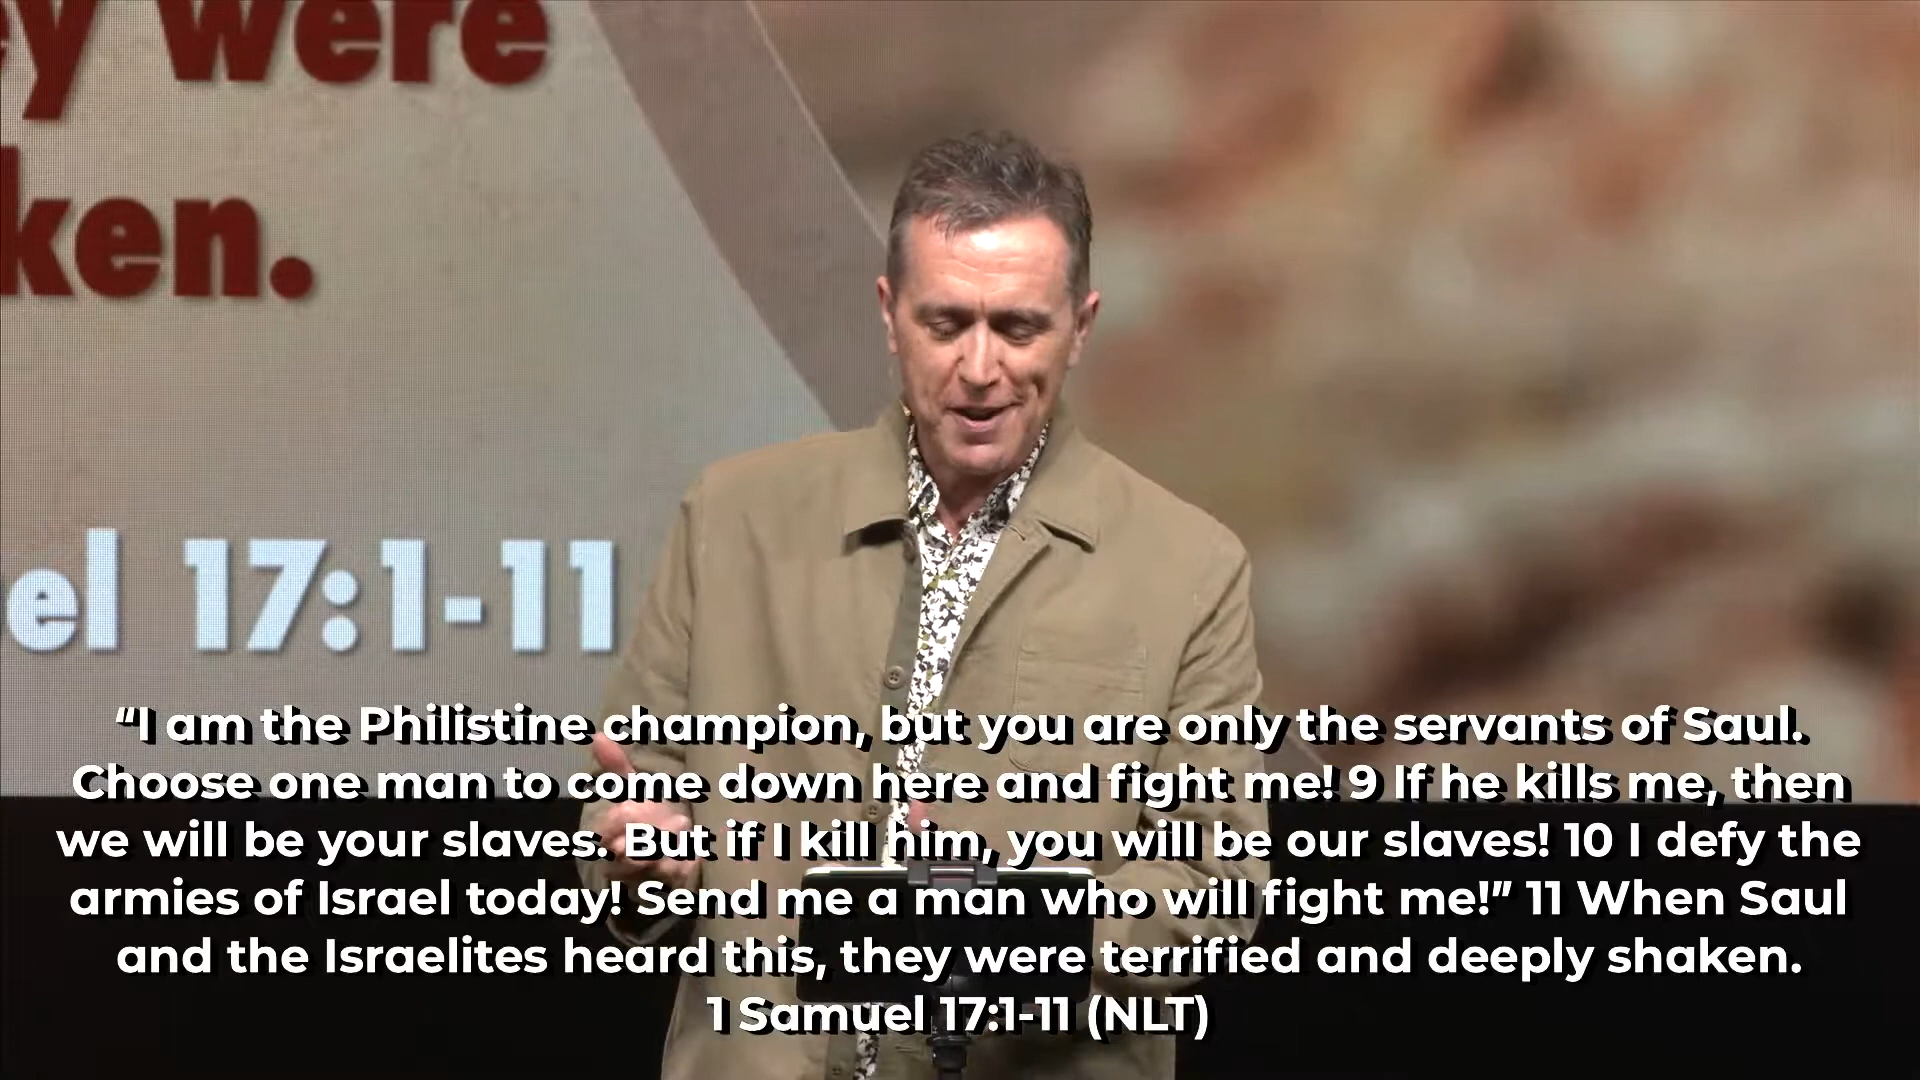 ey were
ken.
el 17:1-11
“I am the Philistine champion, but you are only the servants of Saul.
Choose one man to come down here and fight me! 9 If he kills me, then
we will be your slaves. But if I kill him, you will be our slaves! 10 I defy the
armies of Israel today! Send me a man who will fight me!” 11 When Saul
and the Israelites heard this, they were terrified and deeply shaken.
1 Samuel 17:1-11 (NLT)